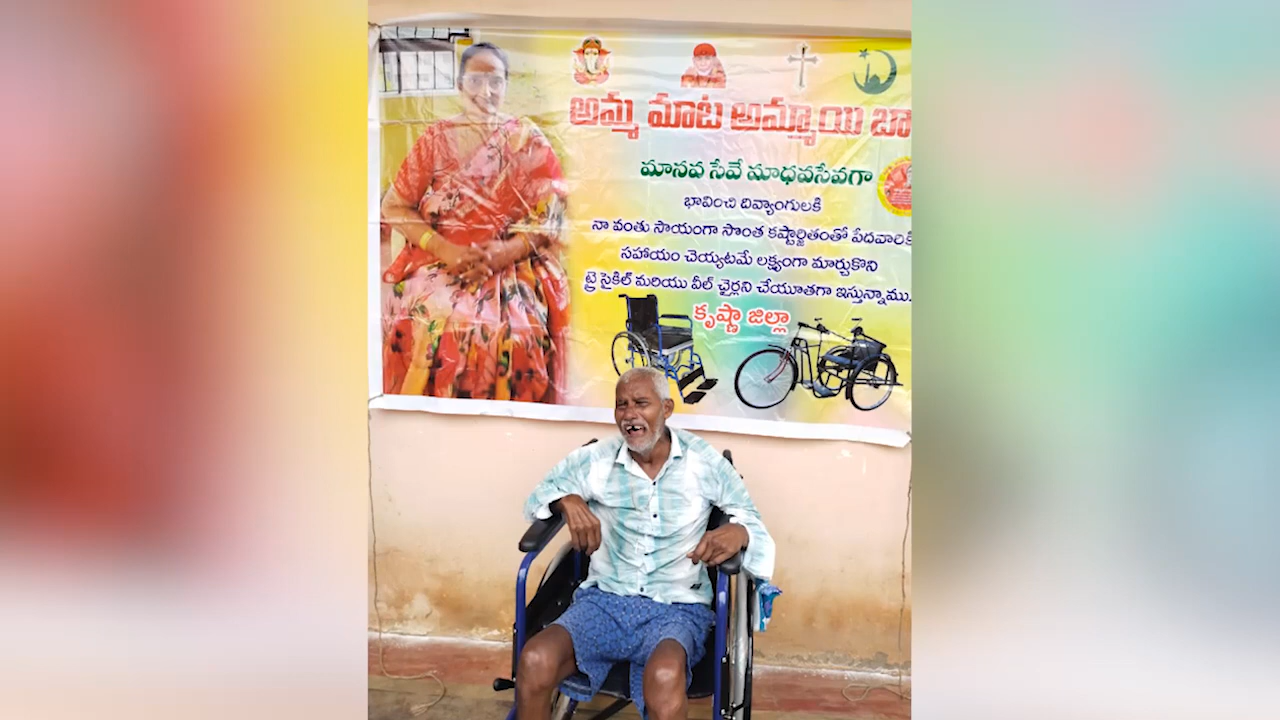 అమ్మ మాట అమ్మాయి బా
మానవ సేవే మాధవసేవగా
భావించి దివ్యాంగులకి
నా వంతు సాయంగా సొంత కష్టార్జితంతో పేదవారికి
సహాయం చెయ్యటమే లక్ష్యంగా మార్చుకొని
ట్రై సైకిల్ మరియు వీల్ ఛైర్లని చేయూతగా ఇస్తున్నాము.
కృష్ణా జిల్లా